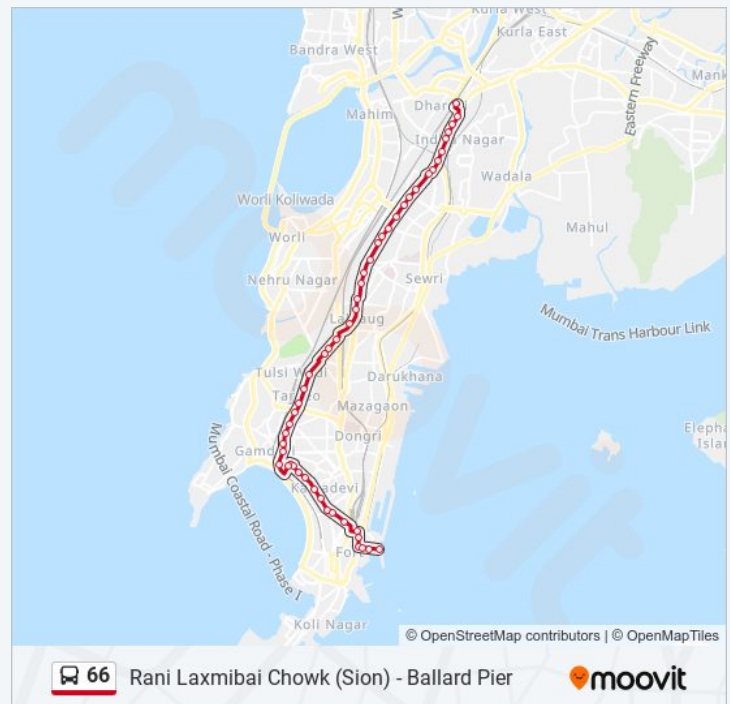 W
Kurla West
Kurla East
Bandra West
Eastern Freeway
Mank
Dharavi
Mahim
Indira Nagar
Wadala
Worli Koliwada
Worli
Mahul
Nehru Nagar
Sewri
Mumbai Trans Harbour Link
Lalbaug
Tulsi Wadi
Darukhana
Tardeo
Mazagaon
Elepha
Islan
Dongri
Gamdevi
Mumbai Coastal Road - Phase I
Kalbadevi
Fort
Koli Nagar
moovit
© OpenStreetMap contributors | © OpenMapTiles
66 Rani Laxmibai Chowk (Sion) - Ballard Pier
moovit